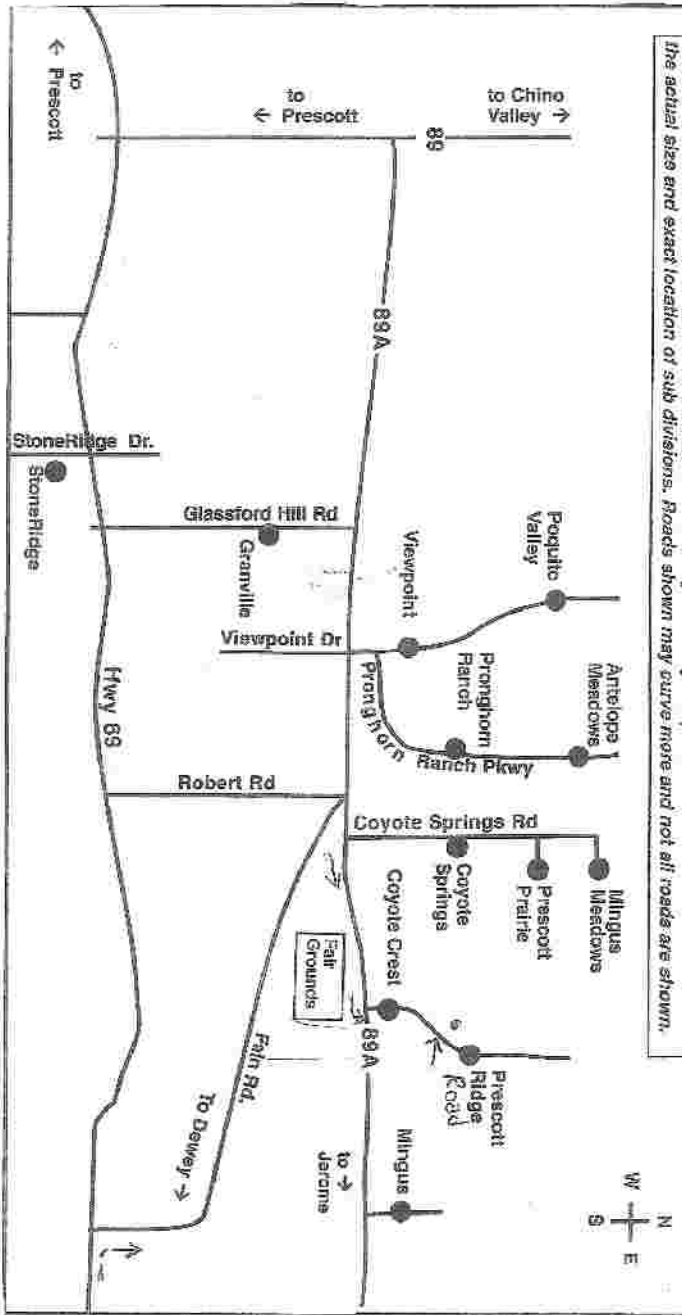 the actual size and exact location of sub divisions. Roads shown may curve more and not all roads are shown.
N
W
E
S
to Chino
Valley →
89
to
← Prescott
← to
Prescott
89A
StoneRidge Dr.
StoneRidge
Glassford Hill Rd
Granville
Viewpoint Dr
Viewpoint
Poquito
Valley
Pronghorn
Ranch Pkwy
Pronghorn
Ranch
Antelope
Meadows
Hwy 69
Robert Rd
Coyote Springs Rd
Coyote
Springs
Prescott
Prairie
Mingus
Meadows
Coyote Crest
Fair
Grounds
89A
Prescott
Ridge
Road
Fain Rd.
To Dewey →
to →
Jerome
Mingus